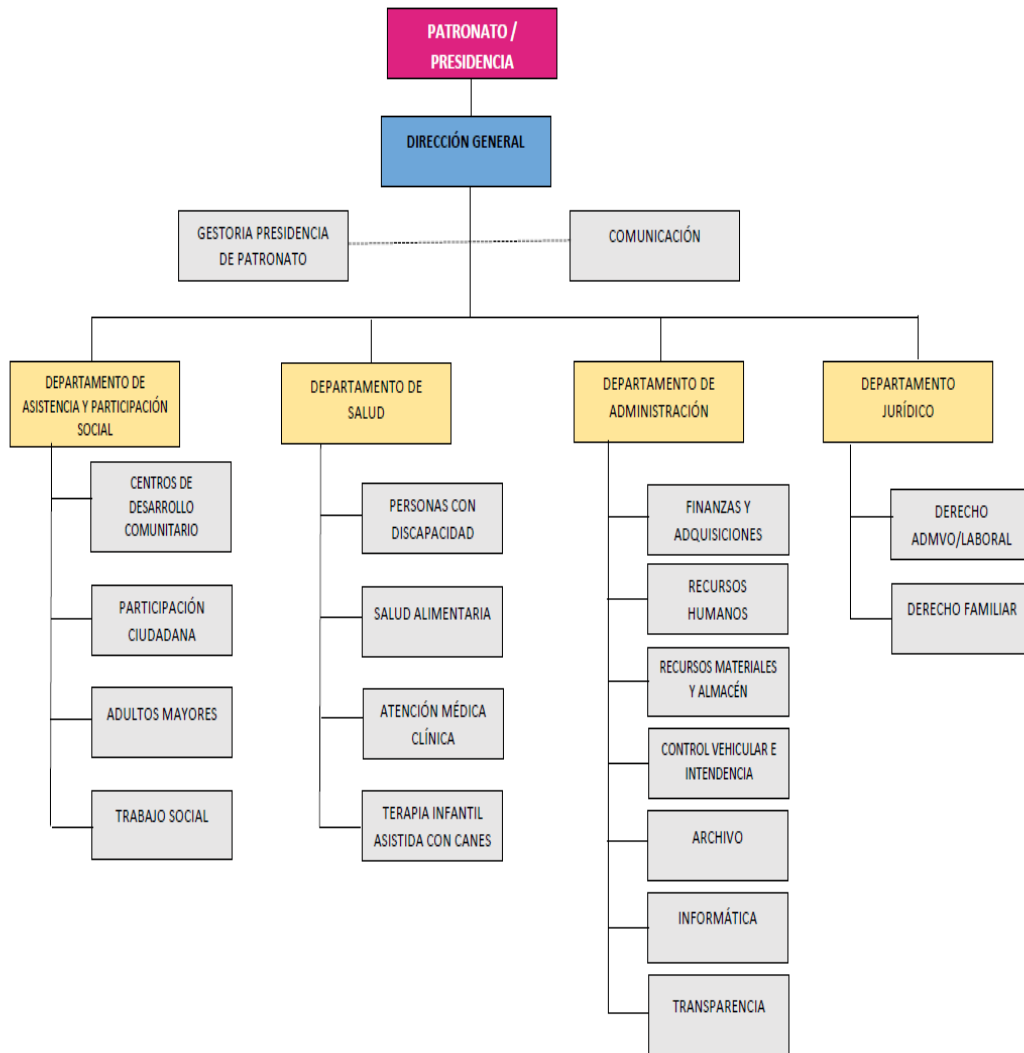 PATRONATO /
PRESIDENCIA
DIRECCIÓN GENERAL
GESTORIA PRESIDENCIA
DE PATRONATO
COMUNICACIÓN
DEPARTAMENTO DE
ASISTENCIA Y PARTICIPACIÓN
SOCIAL
CENTROS DE
DESARROLLO
COMUNITARIO
PARTICIPACIÓN
CIUDADANA
ADULTOS MAYORES
TRABAJO SOCIAL
DEPARTAMENTO DE
SALUD
PERSONAS CON
DISCAPACIDAD
SALUD ALIMENTARIA
ATENCIÓN MÉDICA
CLÍNICA
TERAPIA INFANTIL
ASISTIDA CON CANES
DEPARTAMENTO DE
ADMINISTRACIÓN
FINANZAS Y
ADQUISICIONES
RECURSOS
HUMANOS
RECURSOS MATERIALES
Y ALMACÉN
CONTROL VEHICULAR E
INTENDENCIA
ARCHIVO
INFORMÁTICA
TRANSPARENCIA
DEPARTAMENTO
JURÍDICO
DERECHO
ADMVO/LABORAL
DERECHO FAMILIAR